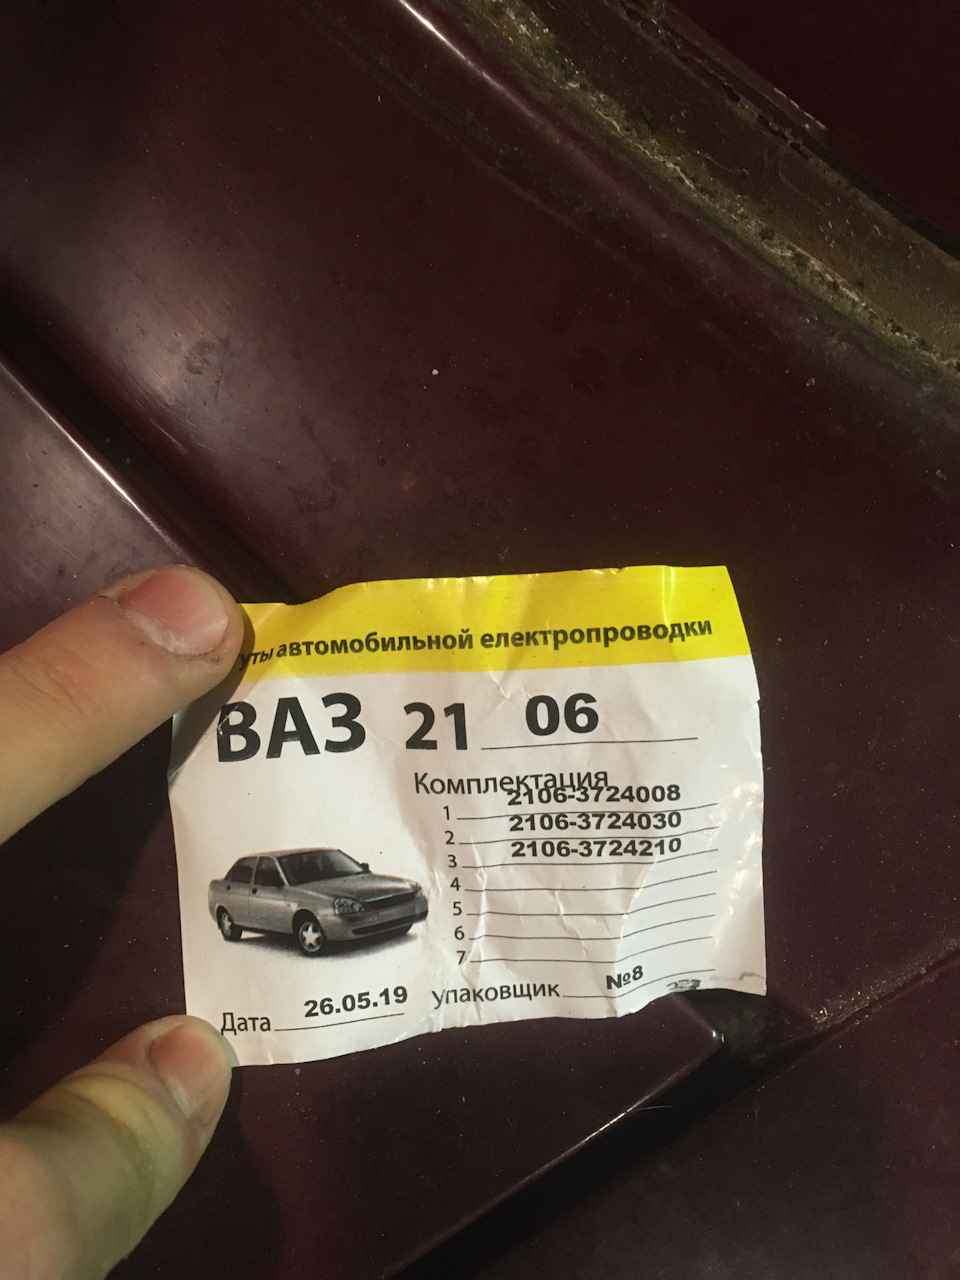 уты автомобильной електропроводки
ВАЗ 21 06
Комплектация
1 2106-3724008
2 2106-3724030
3 2106-3724210
4
5
6
7
Дата 26.05.19 упаковщик №8